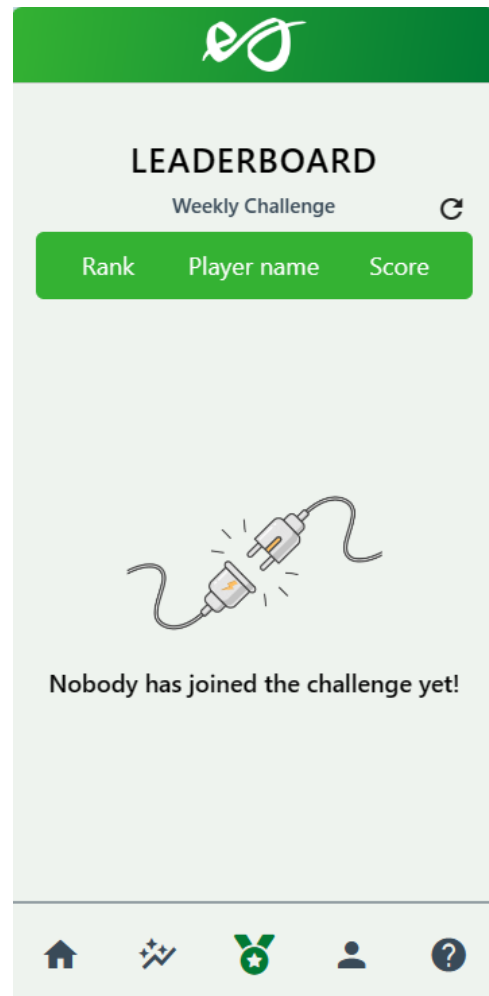 LEADERBOARD
Weekly Challenge
Rank Player name Score
Nobody has joined the challenge yet!